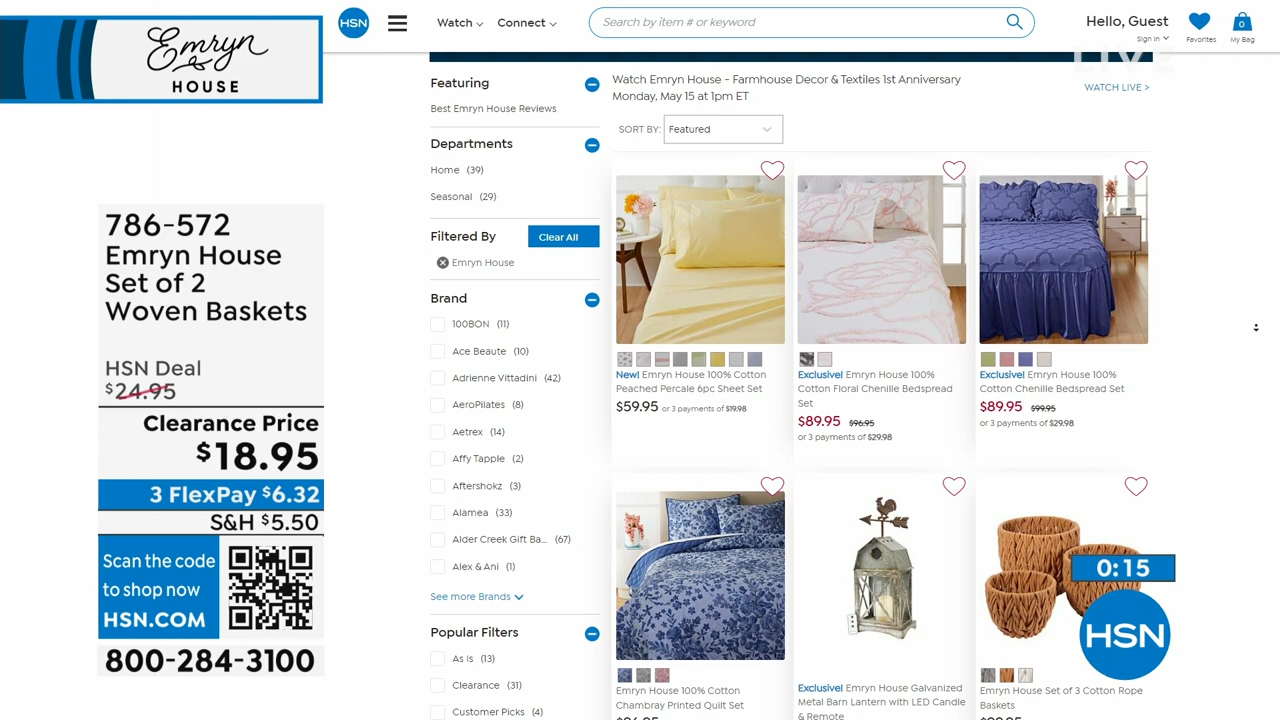 Emryn
HOUSE
HSN
Watch
Connect
Search by item # or keyword
Hello, Guest
Sign In
Favorites
0
My Bag
LIVE
786-572
Emryn House
Set of 2
Woven Baskets
HSN Deal
$24.95
Clearance Price
$18.95
3 FlexPay $6.32
S&H $5.50
Scan the code
to shop now
HSN.COM
800-284-3100
Featuring
Best Emryn House Reviews
Departments
Home (39)
Seasonal (29)
Filtered By
Clear All
Emryn House
Brand
100BON (11)
Ace Beaute (10)
Adrienne Vittadini (42)
AeroPilates (8)
Aetrex (14)
Affy Tapple (2)
Aftershokz (3)
Alamea (33)
Alder Creek Gift Ba... (67)
Alex & Ani (1)
See more Brands
Popular Filters
As Is (13)
Clearance (31)
Customer Picks (4)
Watch Emryn House - Farmhouse Decor & Textiles 1st Anniversary
Monday, May 15 at 1pm ET
WATCH LIVE >
SORT BY: Featured
New! Emryn House 100% Cotton
Peached Percale 6pc Sheet Set
$59.95 or 3 payments of $19.98
Exclusive! Emryn House 100%
Cotton Floral Chenille Bedspread
Set
$89.95 $96.95
or 3 payments of $29.98
Exclusive! Emryn House 100%
Cotton Chenille Bedspread Set
$89.95 $99.95
or 3 payments of $29.98
Emryn House 100% Cotton
Chambray Printed Quilt Set
Exclusive! Emryn House Galvanized
Metal Barn Lantern with LED Candle
& Remote
Emryn House Set of 3 Cotton Rope
Baskets
0:15
HSN